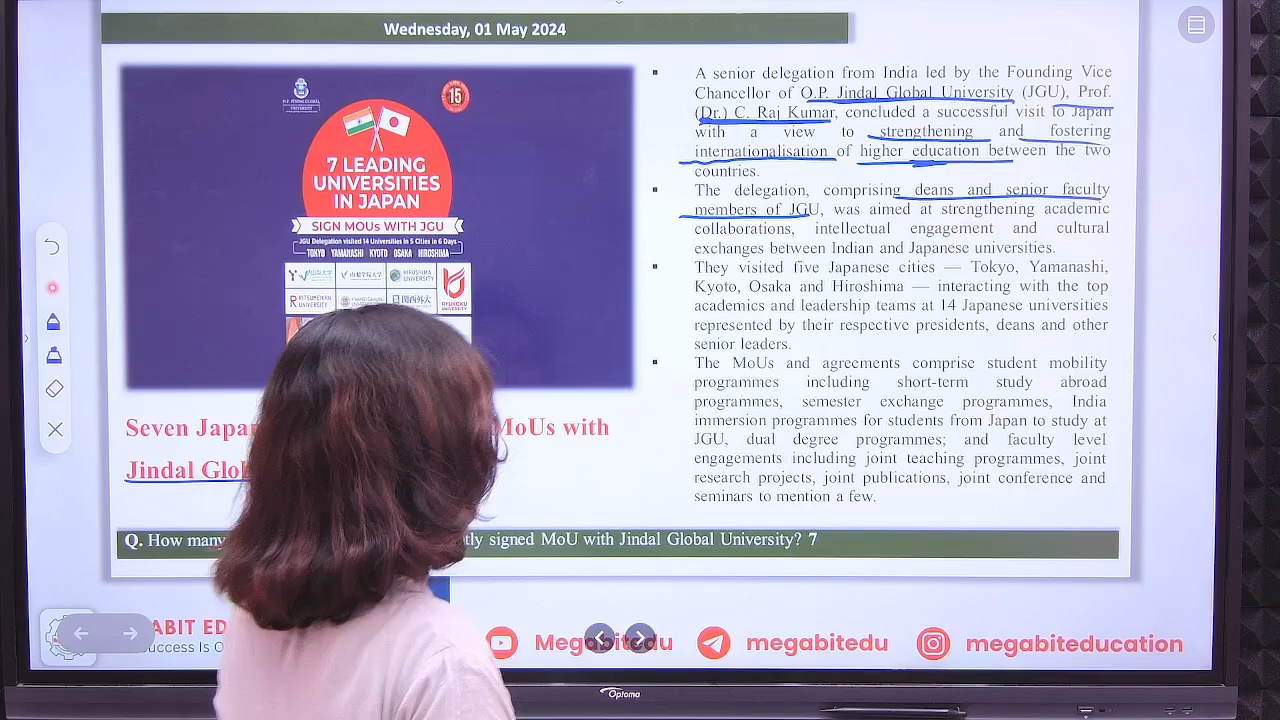 Wednesday, 01 May 2024
O.P. JINDAL GLOBAL
UNIVERSITY
15
7 LEADING
UNIVERSITIES
IN JAPAN
SIGN MOUs WITH JGU
JGU Delegation visited 14 Universities in 5 Cities in 6 Days
TOKYO YAMANASHI KYOTO OSAKA HIROSHIMA
HIROSHIMA
UNIVERSITY
RITSUMEIKAN
UNIVERSITY
RYUKOKU
UNIVERSITY
Seven Japan MoUs with
Jindal Glob
A senior delegation from India led by the Founding Vice
Chancellor of O.P. Jindal Global University (JGU), Prof.
(Dr.) C. Raj Kumar, concluded a successful visit to Japan
with a view to strengthening and fostering
internationalisation of higher education between the two
countries.
The delegation, comprising deans and senior faculty
members of JGU, was aimed at strengthening academic
collaborations, intellectual engagement and cultural
exchanges between Indian and Japanese universities.
They visited five Japanese cities — Tokyo, Yamanashi,
Kyoto, Osaka and Hiroshima — interacting with the top
academics and leadership teams at 14 Japanese universities
represented by their respective presidents, deans and other
senior leaders.
The MoUs and agreements comprise student mobility
programmes including short-term study abroad
programmes, semester exchange programmes, India
immersion programmes for students from Japan to study at
JGU, dual degree programmes; and faculty level
engagements including joint teaching programmes, joint
research projects, joint publications, joint conference and
seminars to mention a few.
Q. How many tly signed MoU with Jindal Global University? 7
ABIT ED
uccess Is O
Megabitedu
megabitedu
megabiteducation
Optoma